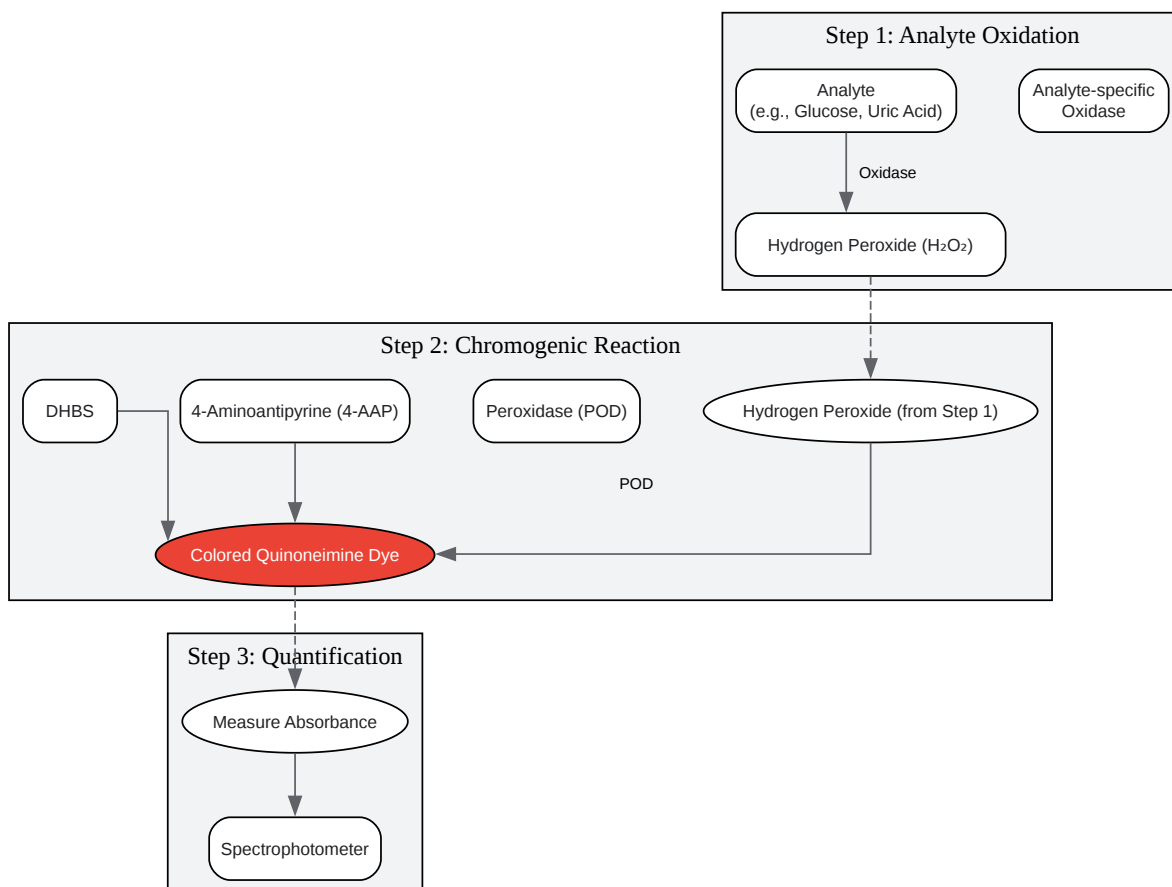 Step 1: Analyte Oxidation
Analyte
(e.g., Glucose, Uric Acid)
Analyte-specific
Oxidase
Oxidase
Hydrogen Peroxide (H₂O₂)
Step 2: Chromogenic Reaction
DHBS
4-Aminoantipyrine (4-AAP)
Peroxidase (POD)
Hydrogen Peroxide (from Step 1)
POD
Colored Quinoneimine Dye
Step 3: Quantification
Measure Absorbance
Spectrophotometer